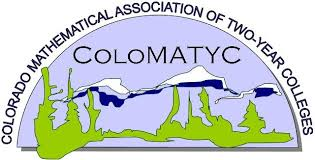 COLORADO MATHEMATICAL ASSOCIATION OF TWO-YEAR COLLEGES
COLOMATYC